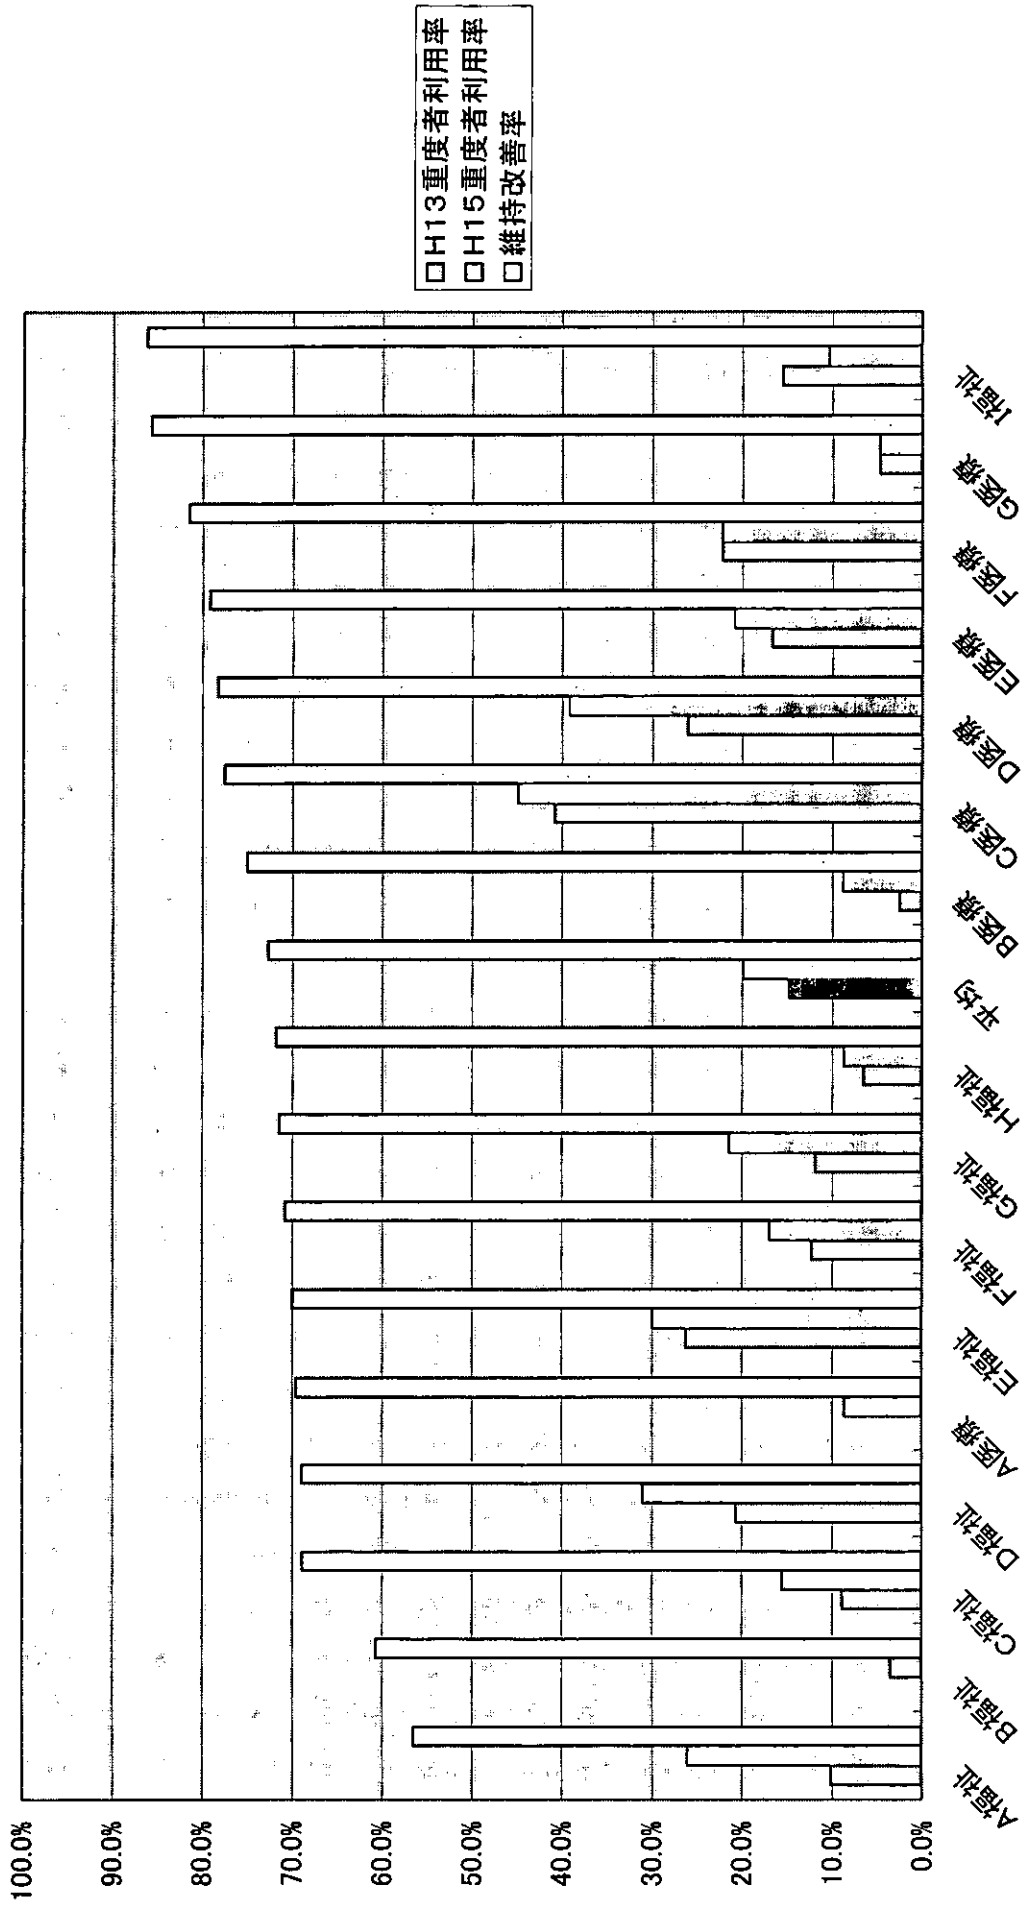 100.0%
90.0%
80.0%
70.0%
60.0%
50.0%
40.0%
30.0%
20.0%
10.0%
0.0%
A福祉
B福祉
C福祉
D福祉
A医療
E福祉
F福祉
G福祉
H福祉
平均
B医療
C医療
D医療
E医療
F医療
G医療
I福祉
H13重度者利用率
H15重度者利用率
維持改善率